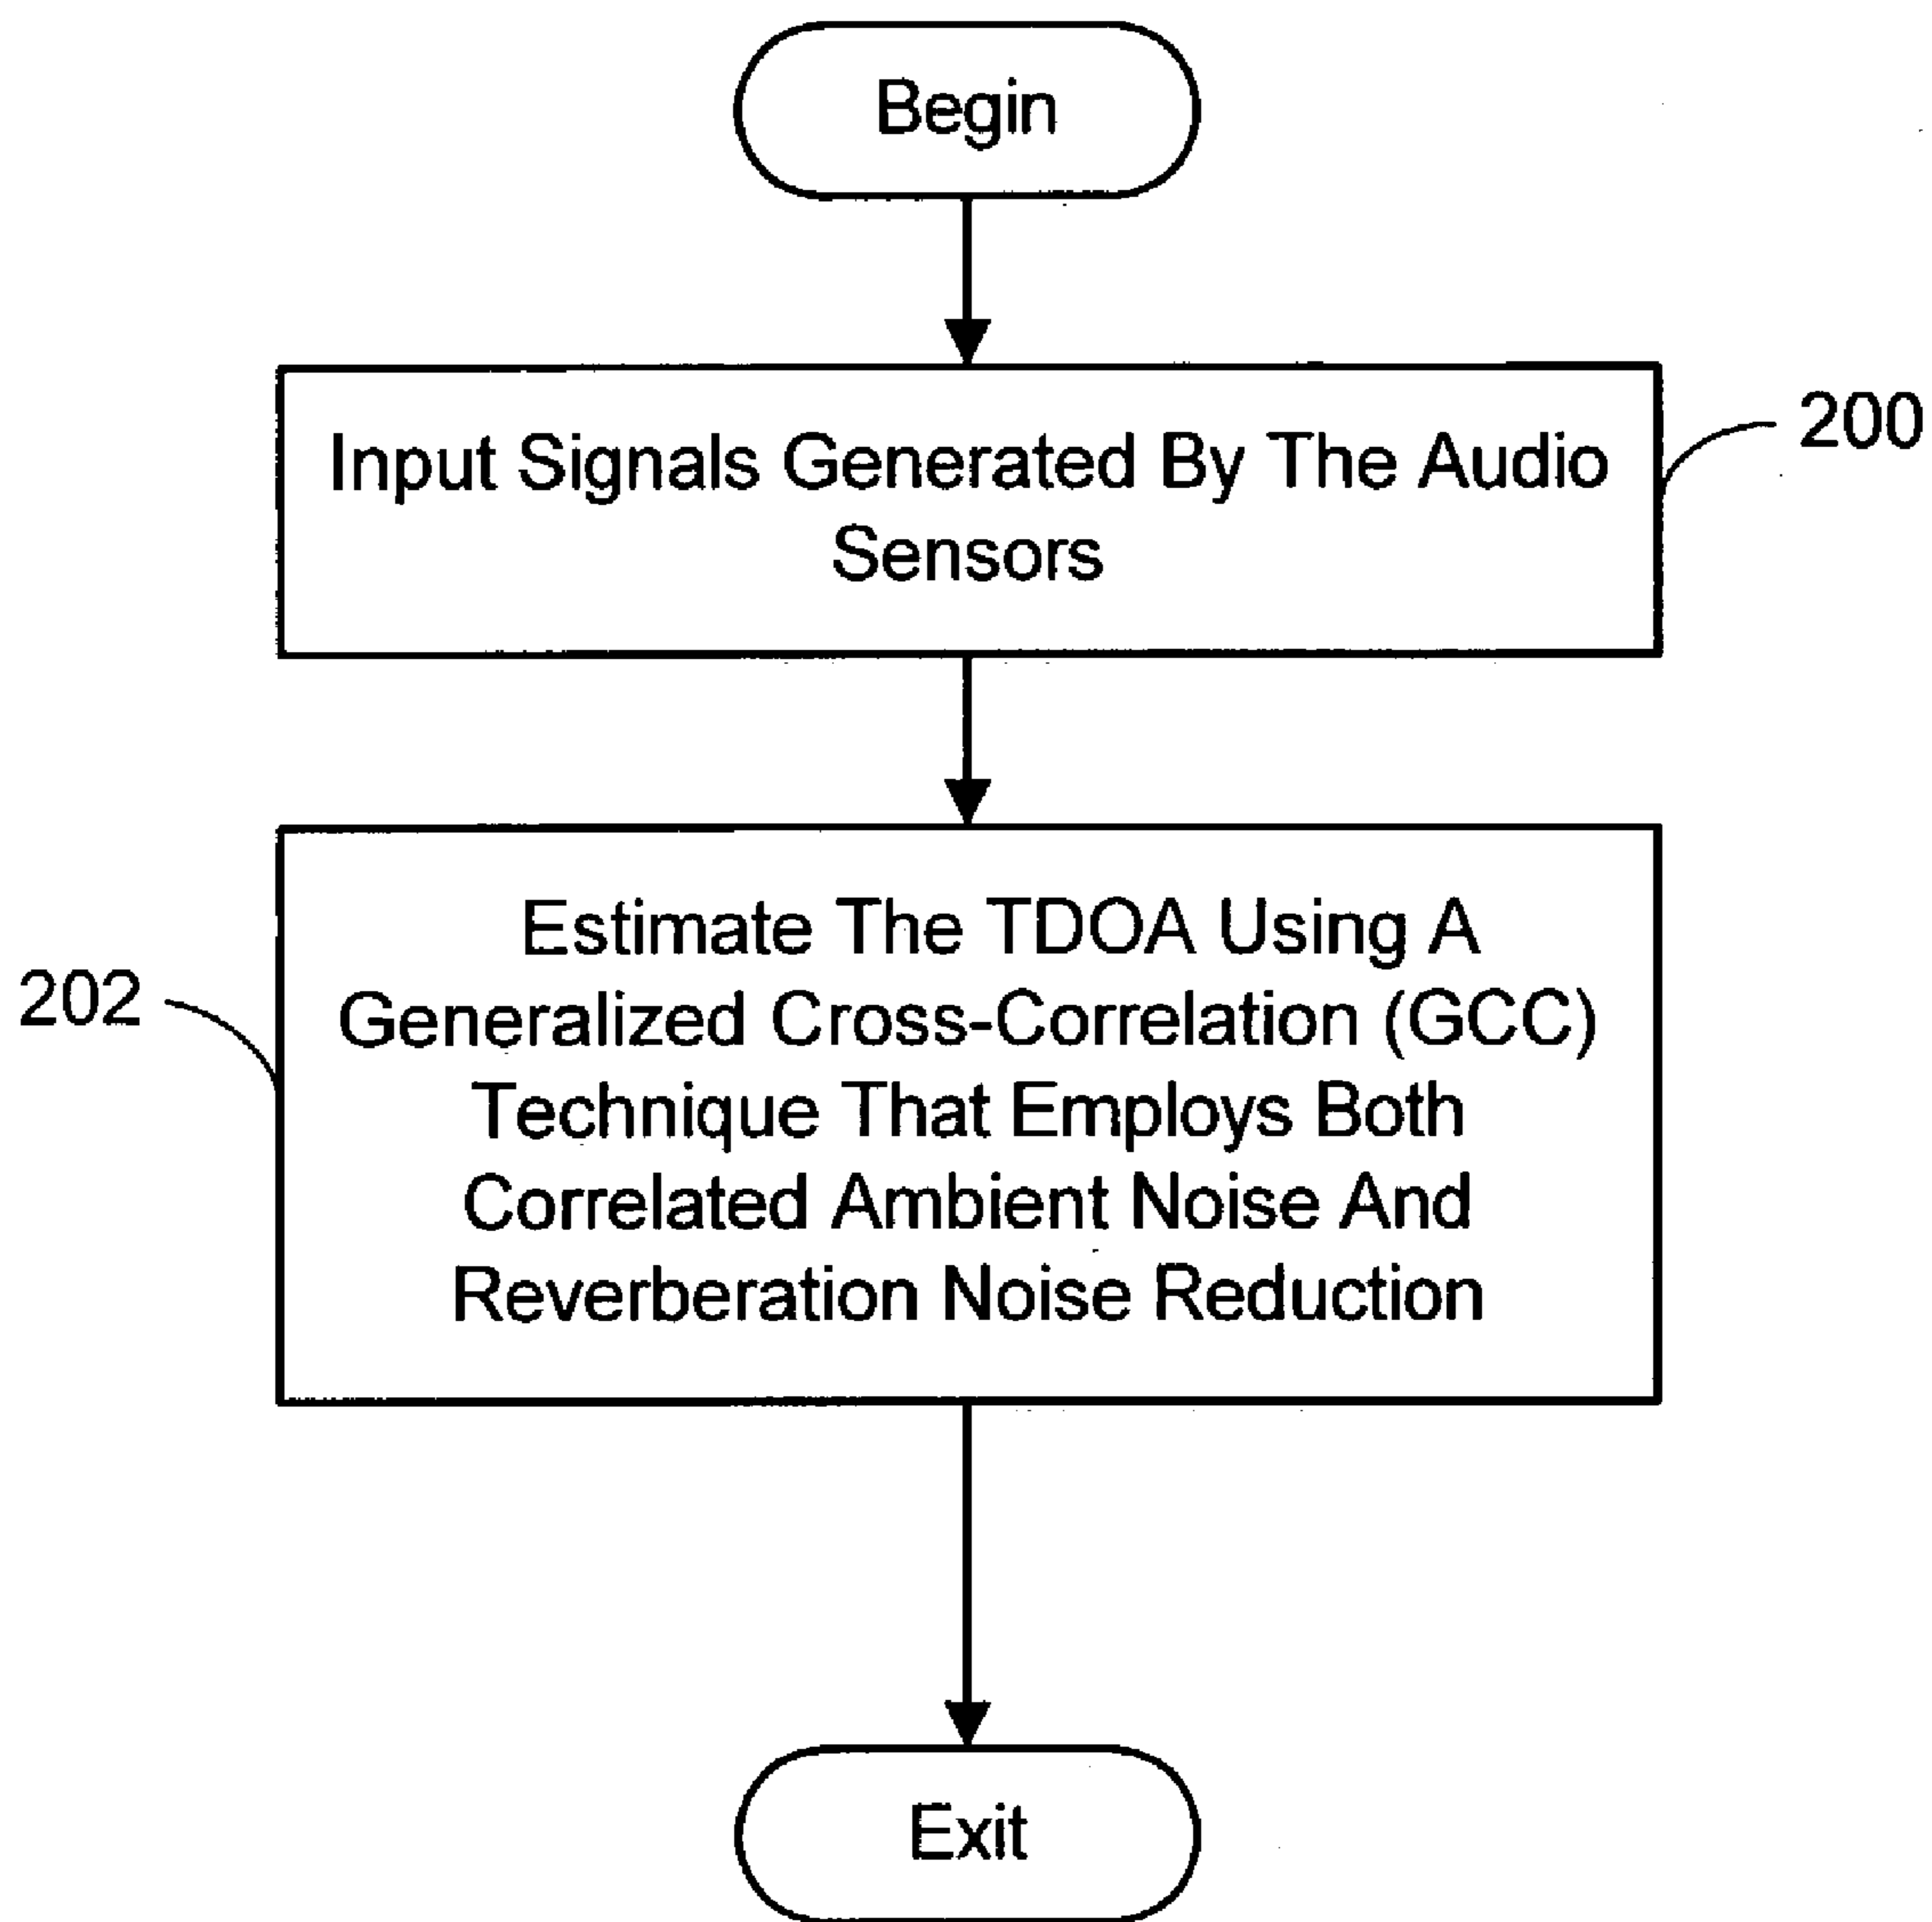 Begin
Input Signals Generated By The Audio
Sensors
200
Estimate The TDOA Using A
Generalized Cross-Correlation (GCC)
Technique That Employs Both
Correlated Ambient Noise And
Reverberation Noise Reduction
202
Exit